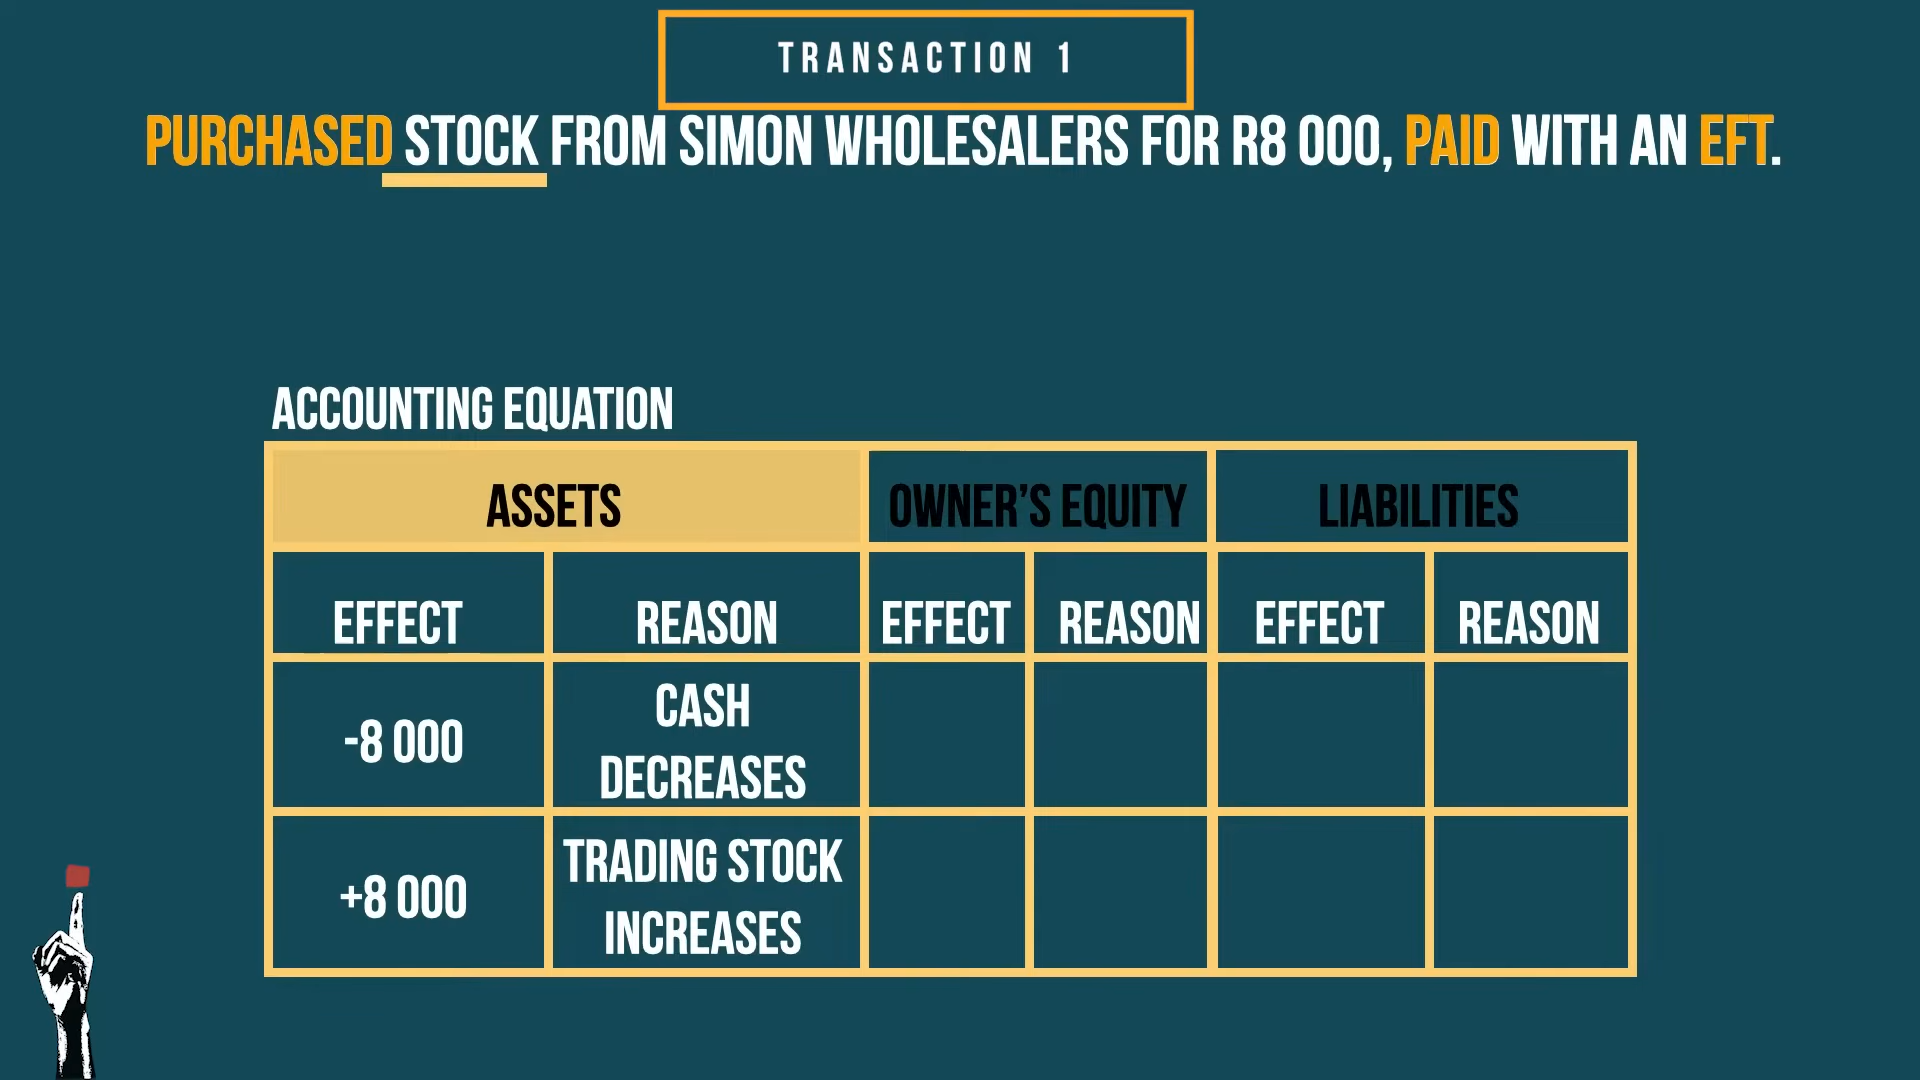 TRANSACTION 1
PURCHASED STOCK FROM SIMON WHOLESALERS FOR R8 000, PAID WITH AN EFT.
ACCOUNTING EQUATION
ASSETS OWNER'S EQUITY LIABILITIES
EFFECT REASON EFFECT REASON EFFECT REASON
-8 000 CASH
DECREASES
+8 000 TRADING STOCK
INCREASES